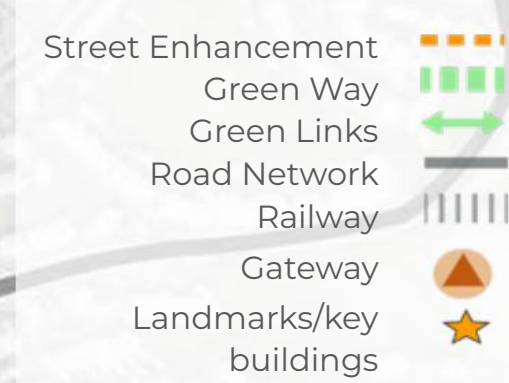 Street Enhancement
Green Way
Green Links
Road Network
Railway
Gateway
Landmarks/key
buildings